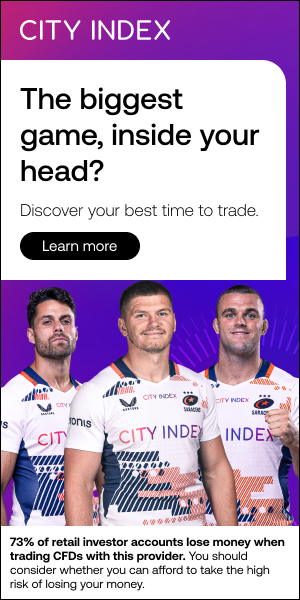 CITY INDEX
The biggest
game, inside your
head?
Discover your best time to trade.
Learn more
CITY INDEX
CITY INDEX
SARACENS
SARACENS
CITY INDEX
INDEX
73% of retail investor accounts lose money when
trading CFDs with this provider. You should
consider whether you can afford to take the high
risk of losing your money.